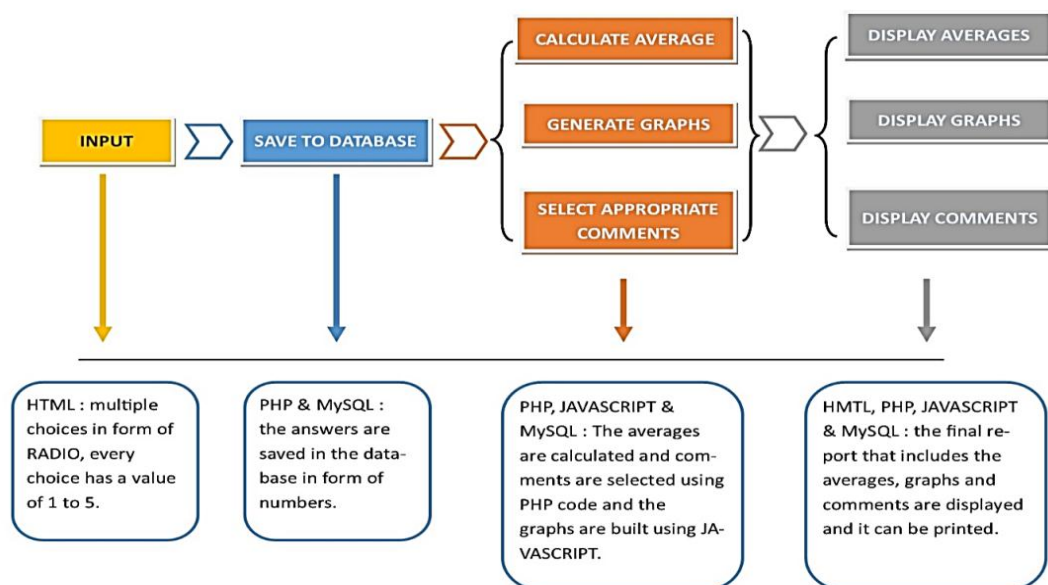 CALCULATE AVERAGE
DISPLAY AVERAGES
INPUT
SAVE TO DATABASE
GENERATE GRAPHS
DISPLAY GRAPHS
SELECT APPROPRIATE
COMMENTS
DISPLAY COMMENTS
HTML : multiple
choices in form of
RADIO, every
choice has a value
of 1 to 5.
PHP & MySQL :
the answers are
saved in the data-
base in form of
numbers.
PHP, JAVASCRIPT &
MySQL : The averages
are calculated and com-
ments are selected using
PHP code and the
graphs are built using JA-
VASCRIPT.
HMTL, PHP, JAVASCRIPT
& MySQL : the final re-
port that includes the
averages, graphs and
comments are displayed
and it can be printed.